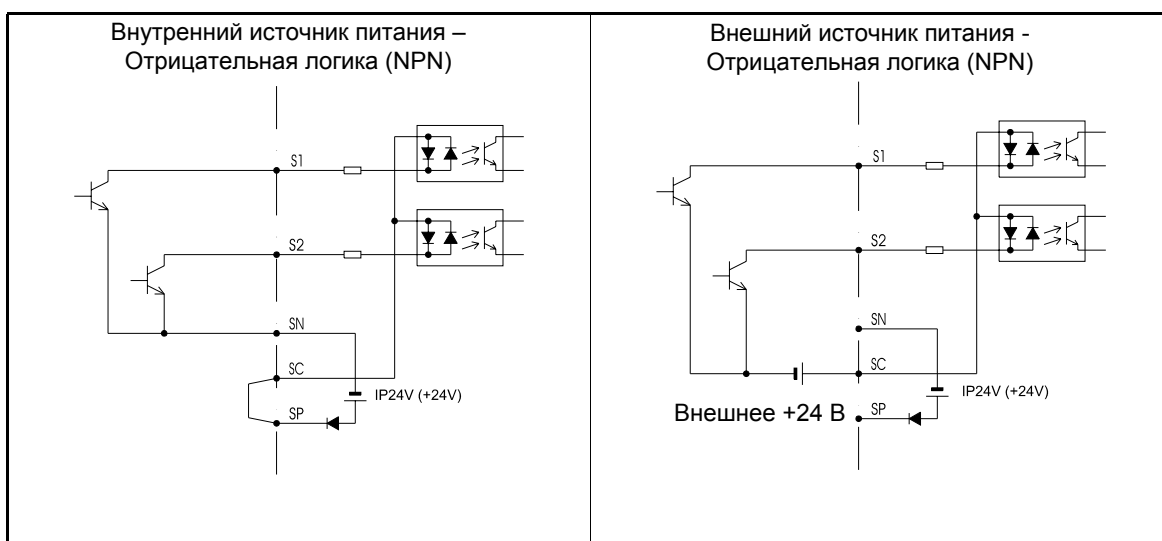 Внутренний источник питания –
Отрицательная логика (NPN)
S1
S2
SN
SC
IP24V (+24V)
SP
Внешний источник питания -
Отрицательная логика (NPN)
S1
S2
SN
SC
IP24V (+24V)
Внешнее +24 В
SP